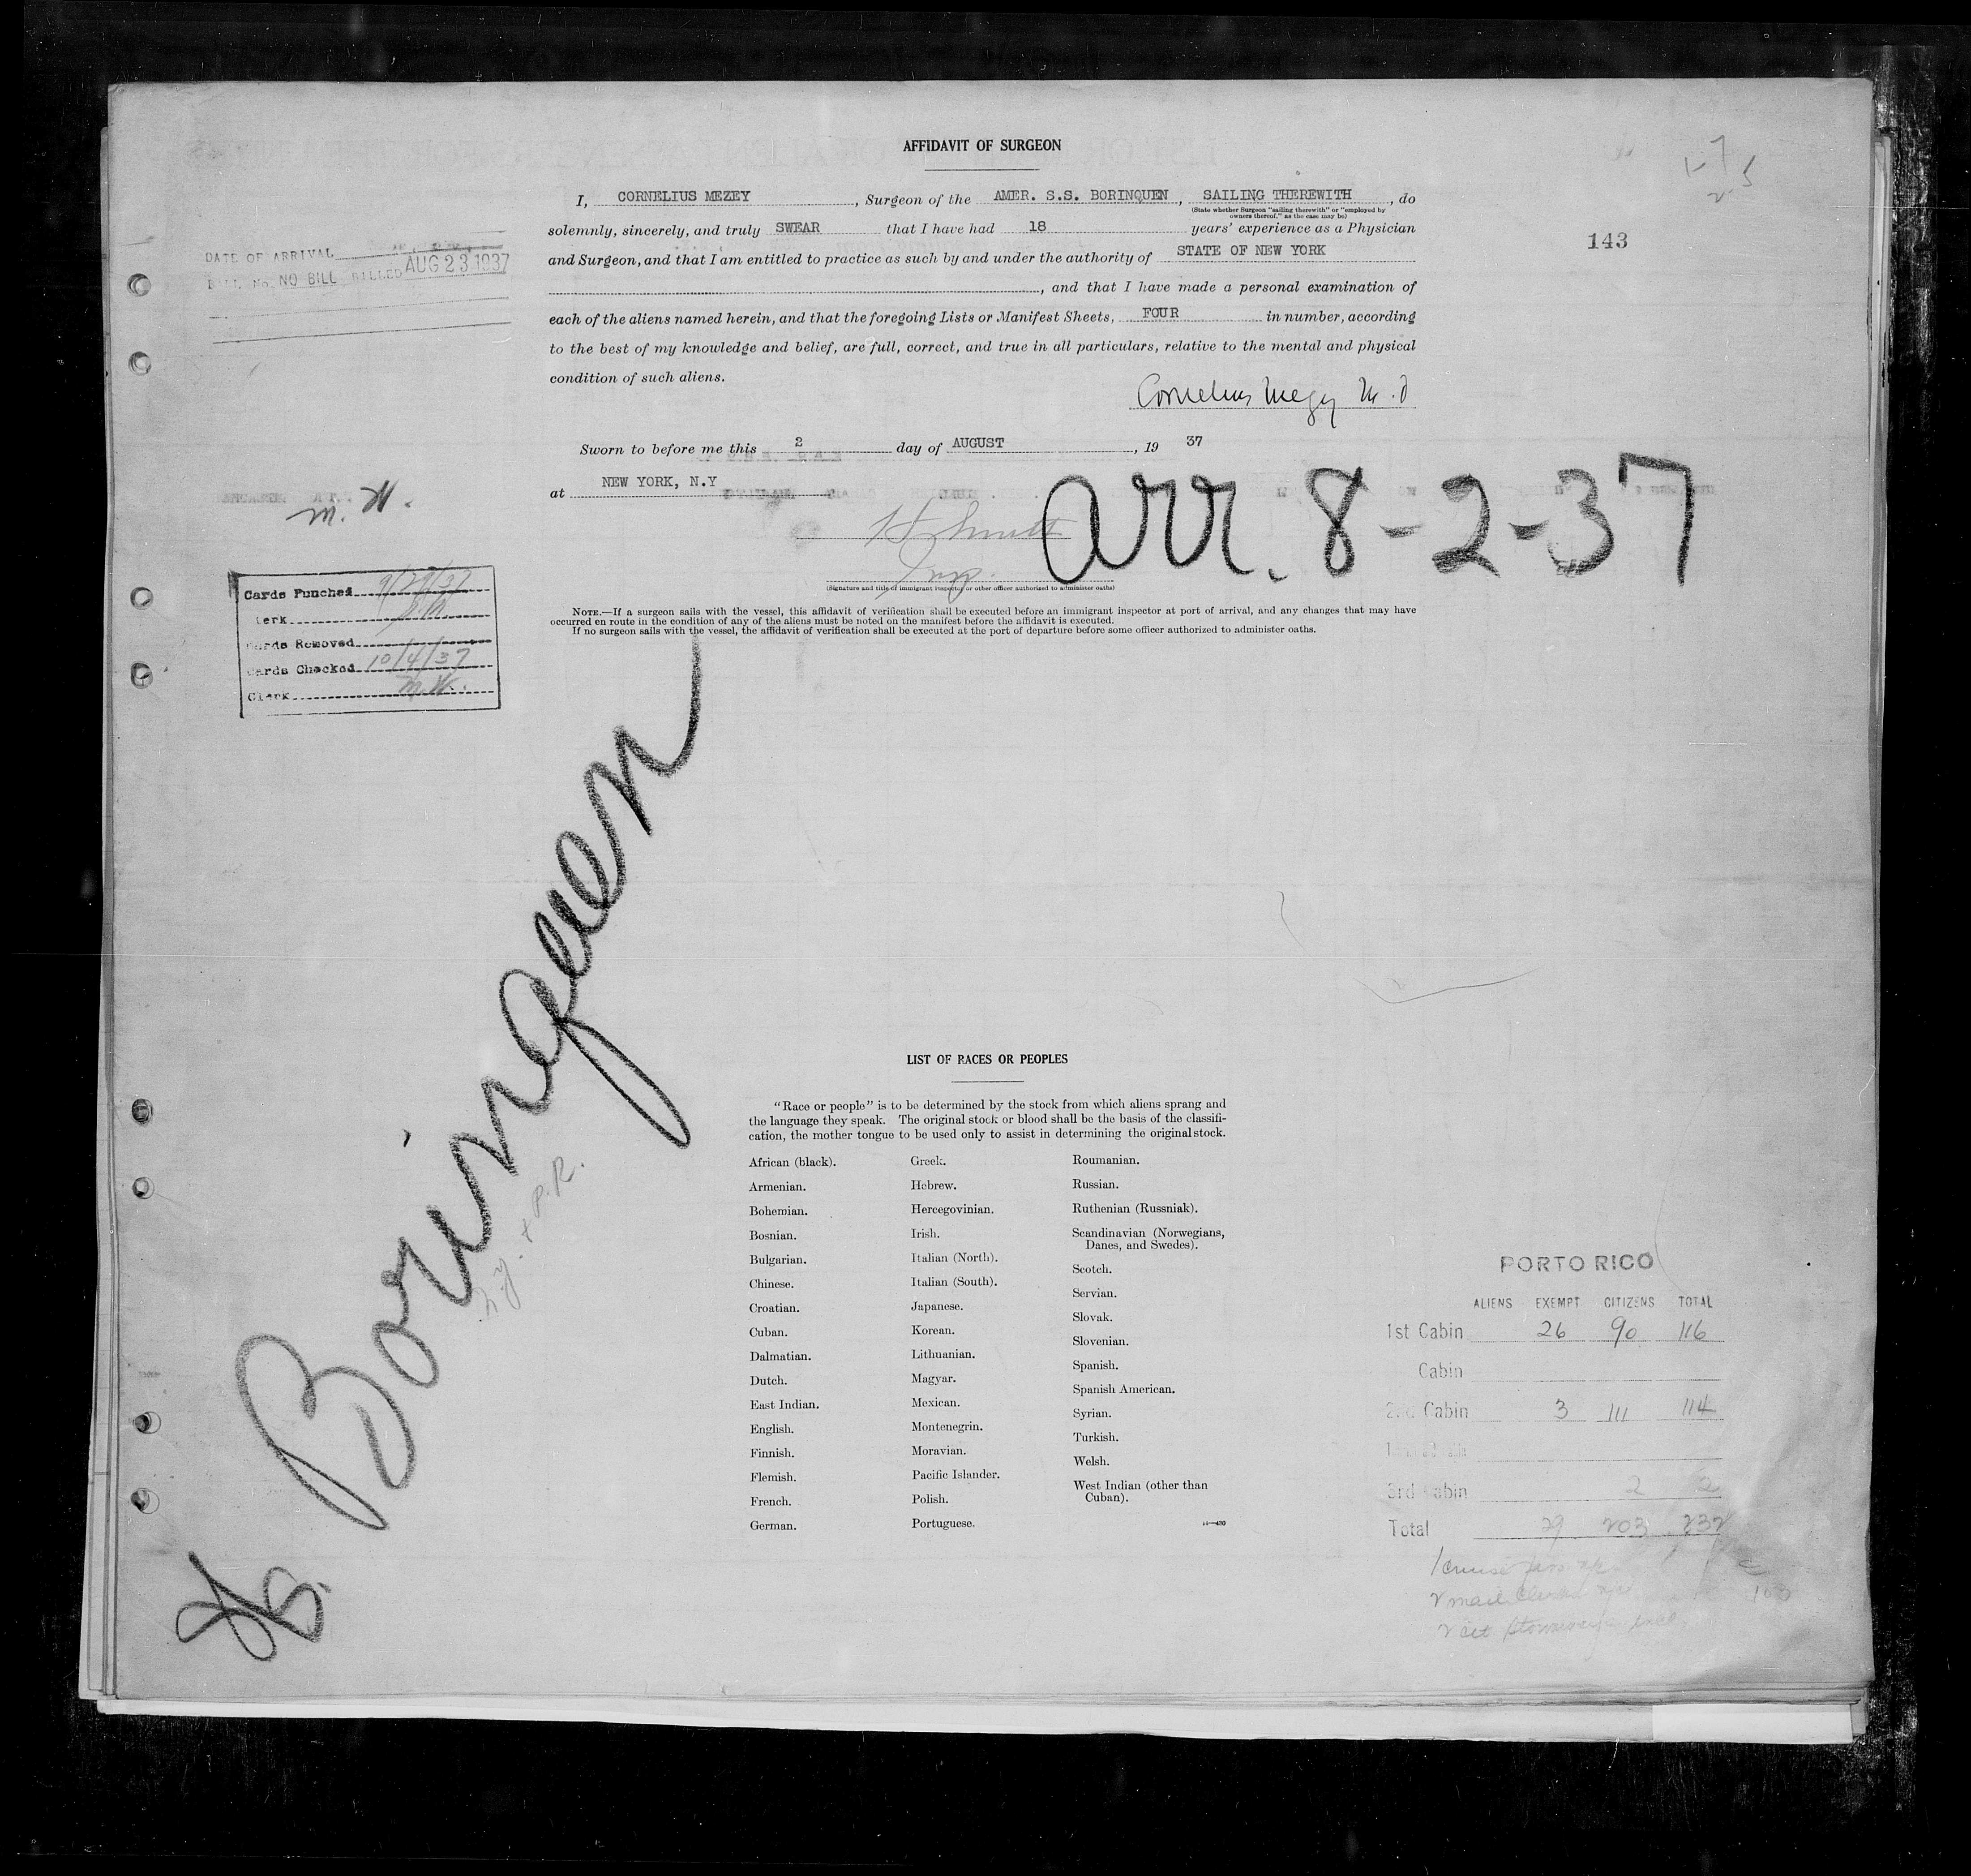 AFFIDAVIT OF SURGEON
I, CORNELIUS MEZEY, Surgeon of the AMER. S.S. BORINQUEN, SAILING THEREWITH, do
(State whether Surgeon "sailing therewith" or "employed by
owners thereof," as the case may be)
solemnly, sincerely, and truly SWEAR that I have had 18 years' experience as a Physician
143
DATE OF ARRIVAL
and Surgeon, and that I am entitled to practice as such by and under the authority of STATE OF NEW YORK
BILL No. NO BILL BILLED AUG 23 1937
, and that I have made a personal examination of
each of the aliens named herein, and that the foregoing Lists or Manifest Sheets, FOUR in number, according
to the best of my knowledge and belief, are full, correct, and true in all particulars, relative to the mental and physical
condition of such aliens.
Cornelius Mezey M.D
Sworn to before me this 2 day of AUGUST, 19 37
at NEW YORK, N.Y
m. W.
arr. 8-2-37
Insp.
(Signature and title of immigrant inspector or other officer authorized to administer oaths)
Cards Punched 9/29/37
Clerk
Cards Removed
Cards Checked 10/4/37
Clerk M.W.
NOTE.—If a surgeon sails with the vessel, this affidavit of verification shall be executed before an immigrant inspector at port of arrival, and any changes that may have
occurred en route in the condition of any of the aliens must be noted on the manifest before the affidavit is executed.
If no surgeon sails with the vessel, the affidavit of verification shall be executed at the port of departure before some officer authorized to administer oaths.
SS. Borinquen
N.Y. + P.R.
LIST OF RACES OR PEOPLES
"Race or people" is to be determined by the stock from which aliens sprang and
the language they speak. The original stock or blood shall be the basis of the classifi-
cation, the mother tongue to be used only to assist in determining the original stock.
African (black).
Armenian.
Bohemian.
Bosnian.
Bulgarian.
Chinese.
Croatian.
Cuban.
Dalmatian.
Dutch.
East Indian.
English.
Finnish.
Flemish.
French.
German.
Greek.
Hebrew.
Hercegovinian.
Irish.
Italian (North).
Italian (South).
Japanese.
Korean.
Lithuanian.
Magyar.
Mexican.
Montenegrin.
Moravian.
Pacific Islander.
Polish.
Portuguese.
Roumanian.
Russian.
Ruthenian (Russniak).
Scandinavian (Norwegians,
Danes, and Swedes).
Scotch.
Servian.
Slovak.
Slovenian.
Spanish.
Spanish American.
Syrian.
Turkish.
Welsh.
West Indian (other than
Cuban).
PORTO RICO
ALIENS EXEMPT CITIZENS TOTAL
1st Cabin 26 90 116
Cabin
2nd Cabin 3 111 114
3rd Cabin 2 2
Total 29 203 232